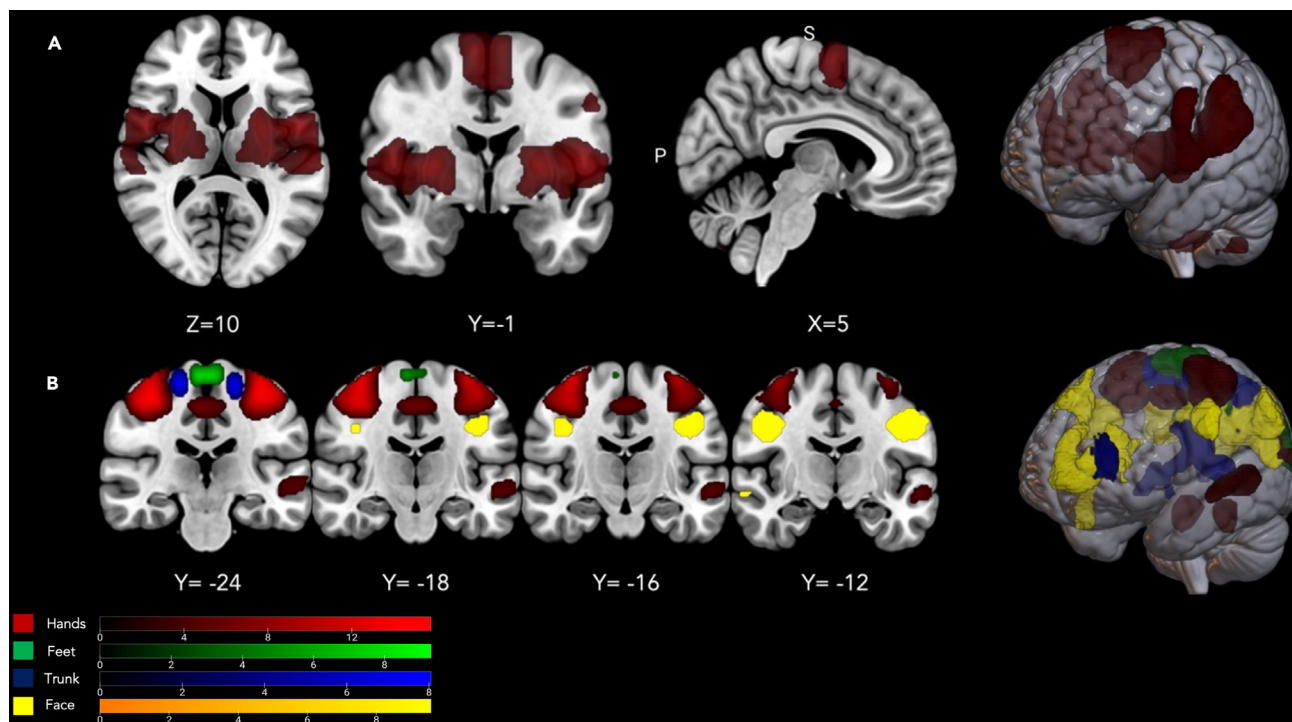 A
S
P
Z=10
Y=-1
X=5
B
Y= -24
Y= -18
Y= -16
Y= -12
Hands
0 4 8 12
Feet
0 2 4 6 8
Trunk
0 2 4 6 8
Face
0 2 4 6 8